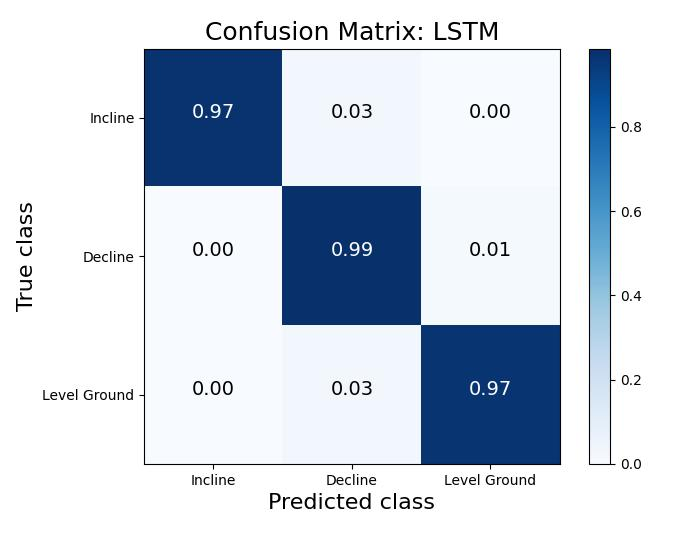 Confusion Matrix: LSTM
True class
Incline
0.97
0.03
0.00
Decline
0.00
0.99
0.01
Level Ground
0.00
0.03
0.97
Incline
Decline
Level Ground
Predicted class
0.8
0.6
0.4
0.2
0.0